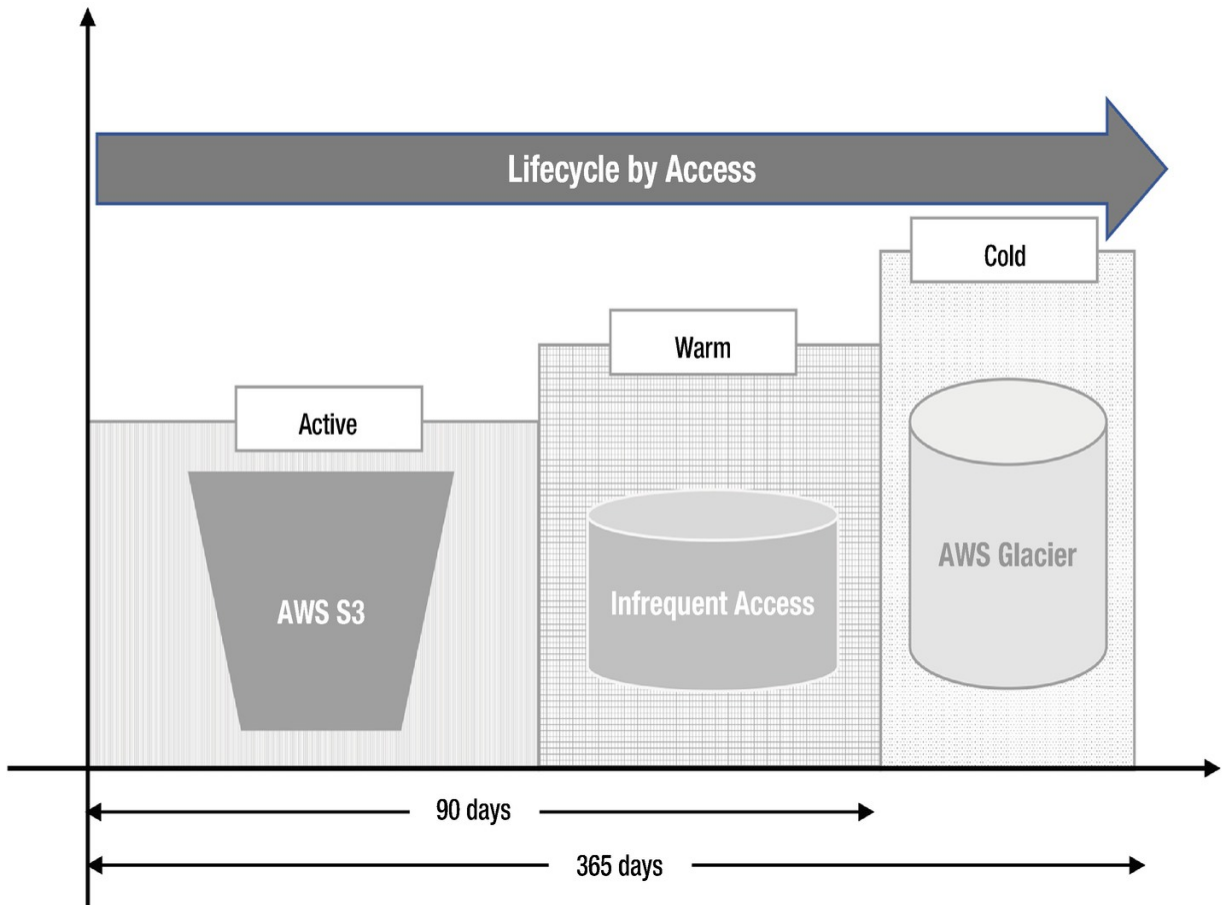 Lifecycle by Access
Cold
Warm
Active
AWS S3
Infrequent Access
AWS Glacier
90 days
365 days